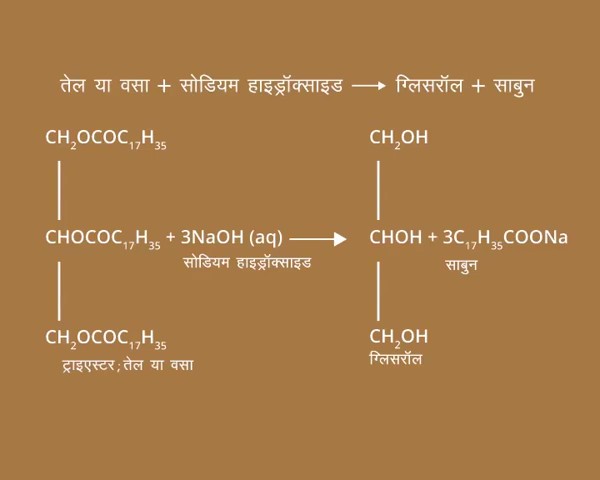 तेल या वसा + सोडियम हाइड्रॉक्साइड ⟶ ग्लिसरॉल + साबुन
CH₂OCOC₁₇H₃₅ CH₂OH
CHOCOC₁₇H₃₅ + 3NaOH (aq) ⟶ CHOH + 3C₁₇H₃₅COONa
सोडियम हाइड्रॉक्साइड साबुन
CH₂OCOC₁₇H₃₅ CH₂OH
ट्राइएस्टर ; तेल या वसा ग्लिसरॉल